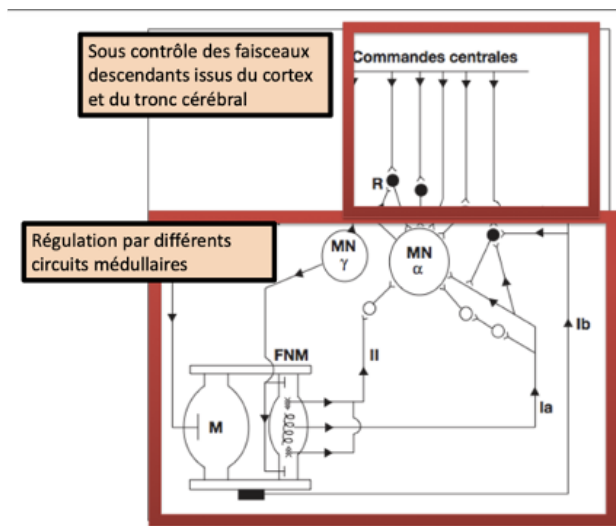 Sous contrôle des faisceaux
descendants issus du cortex
et du tronc cérébral
Commandes centrales
R
Régulation par différents
circuits médullaires
MN
γ
MN
α
Ib
FNM
II
Ia
M